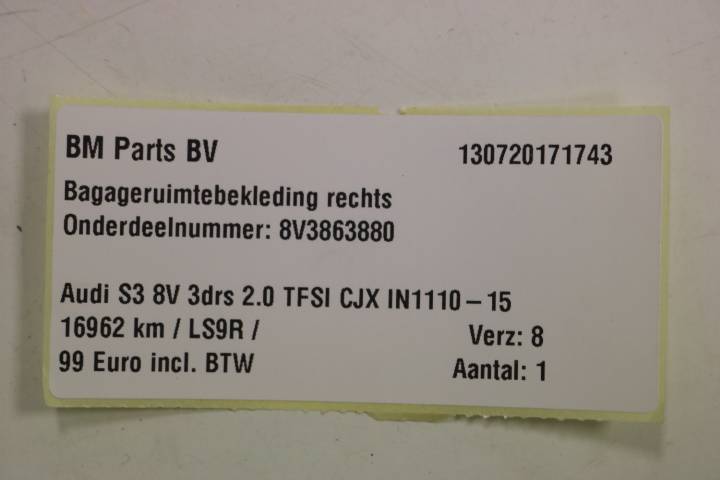 BM Parts BV 130720171743
Bagageruimtebekleding rechts
Onderdeelnummer: 8V3863880
Audi S3 8V 3drs 2.0 TFSI CJX IN1110-15
16962 km / LS9R / Verz: 8
99 Euro incl. BTW Aantal: 1